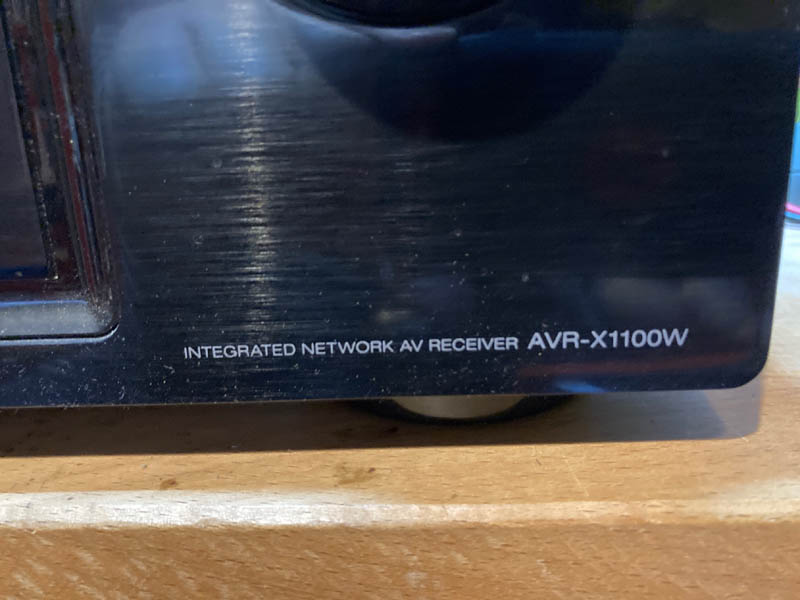 INTEGRATED NETWORK AV RECEIVER AVR-X1100W